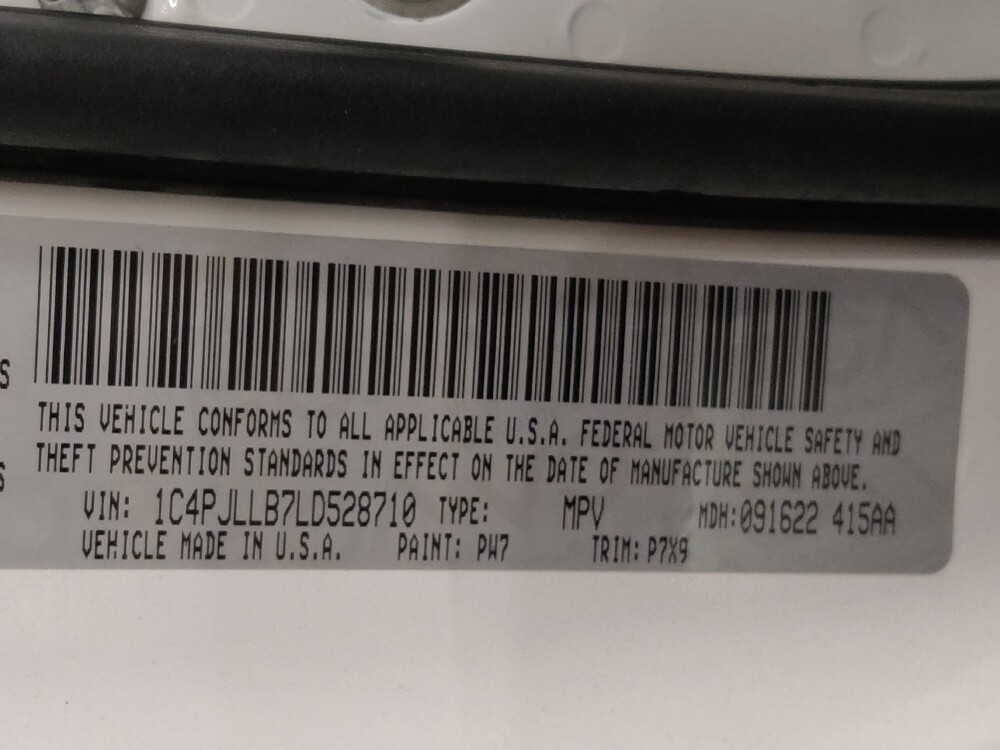 S
THIS VEHICLE CONFORMS TO ALL APPLICABLE U.S.A. FEDERAL MOTOR VEHICLE SAFETY AND
S
THEFT PREVENTION STANDARDS IN EFFECT ON THE DATE OF MANUFACTURE SHOWN ABOVE.
VIN: 1C4PJLLB7LD528710 TYPE: MPV MDH:091622 415AA
VEHICLE MADE IN U.S.A. PAINT: PW7 TRIM: P7X9